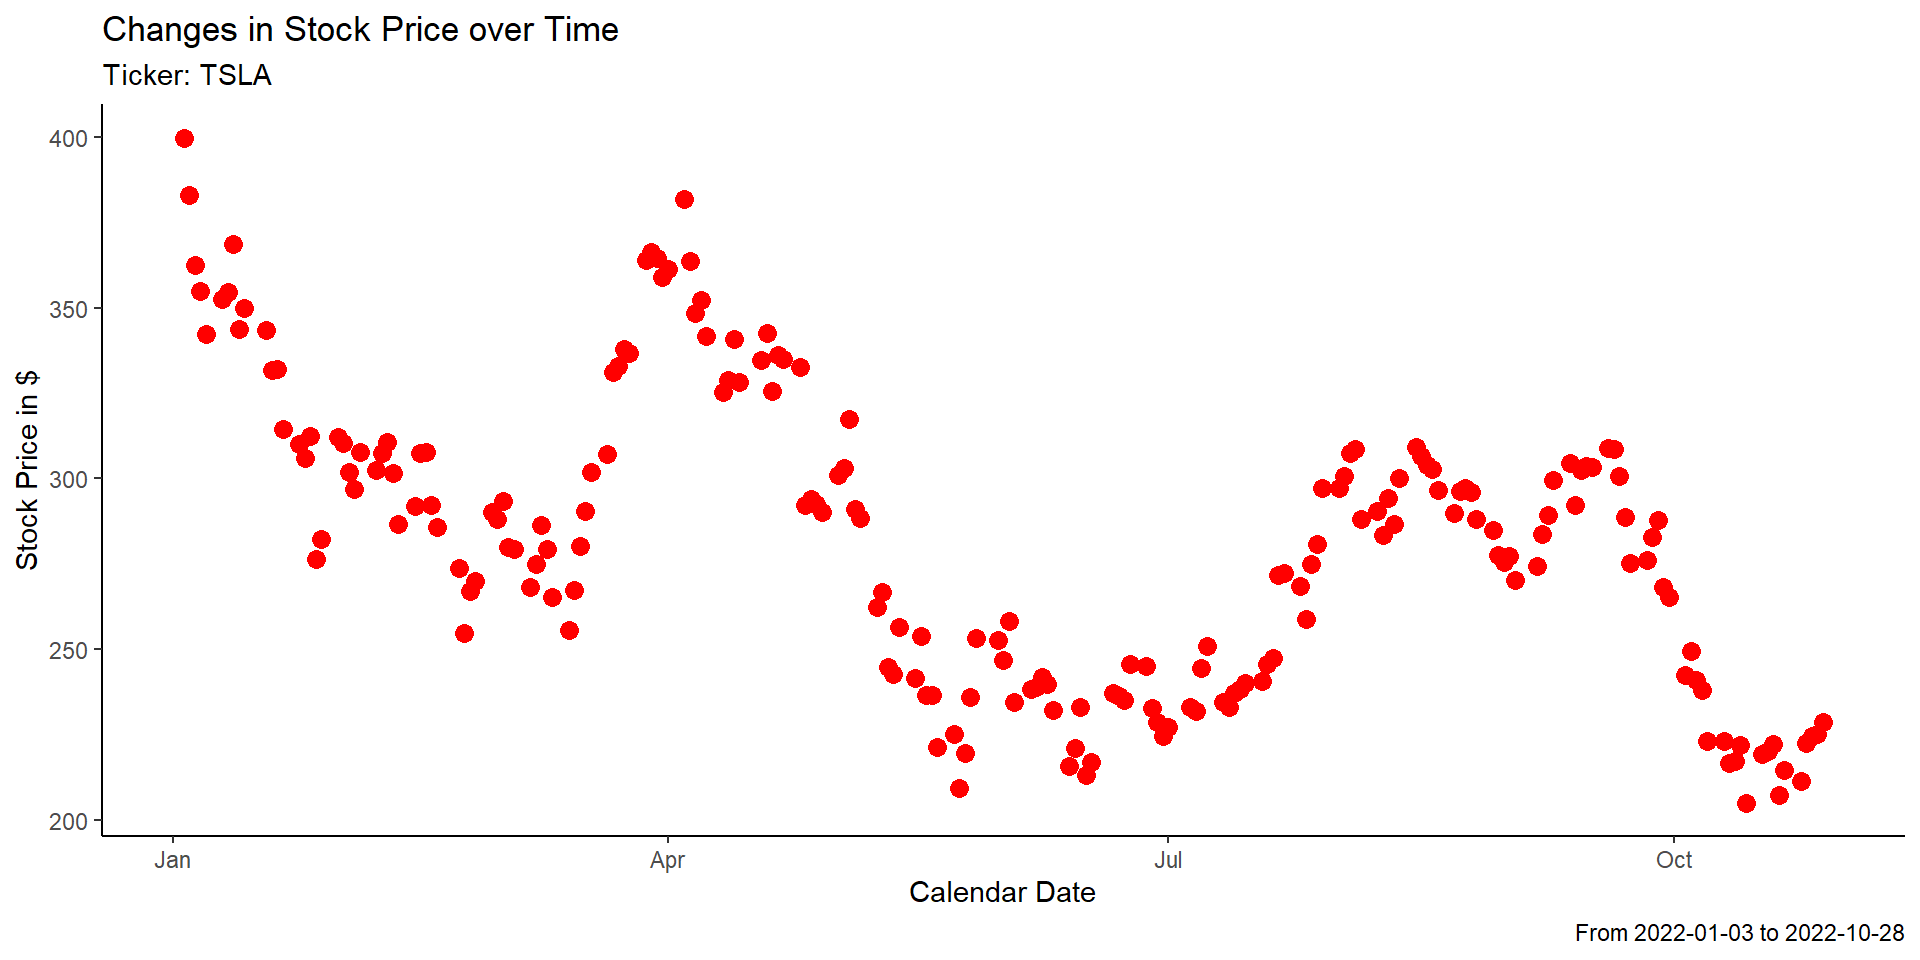 Changes in Stock Price over Time
Ticker: TSLA
Stock Price in $
400
350
300
250
200
Jan
Apr
Jul
Oct
Calendar Date
From 2022-01-03 to 2022-10-28